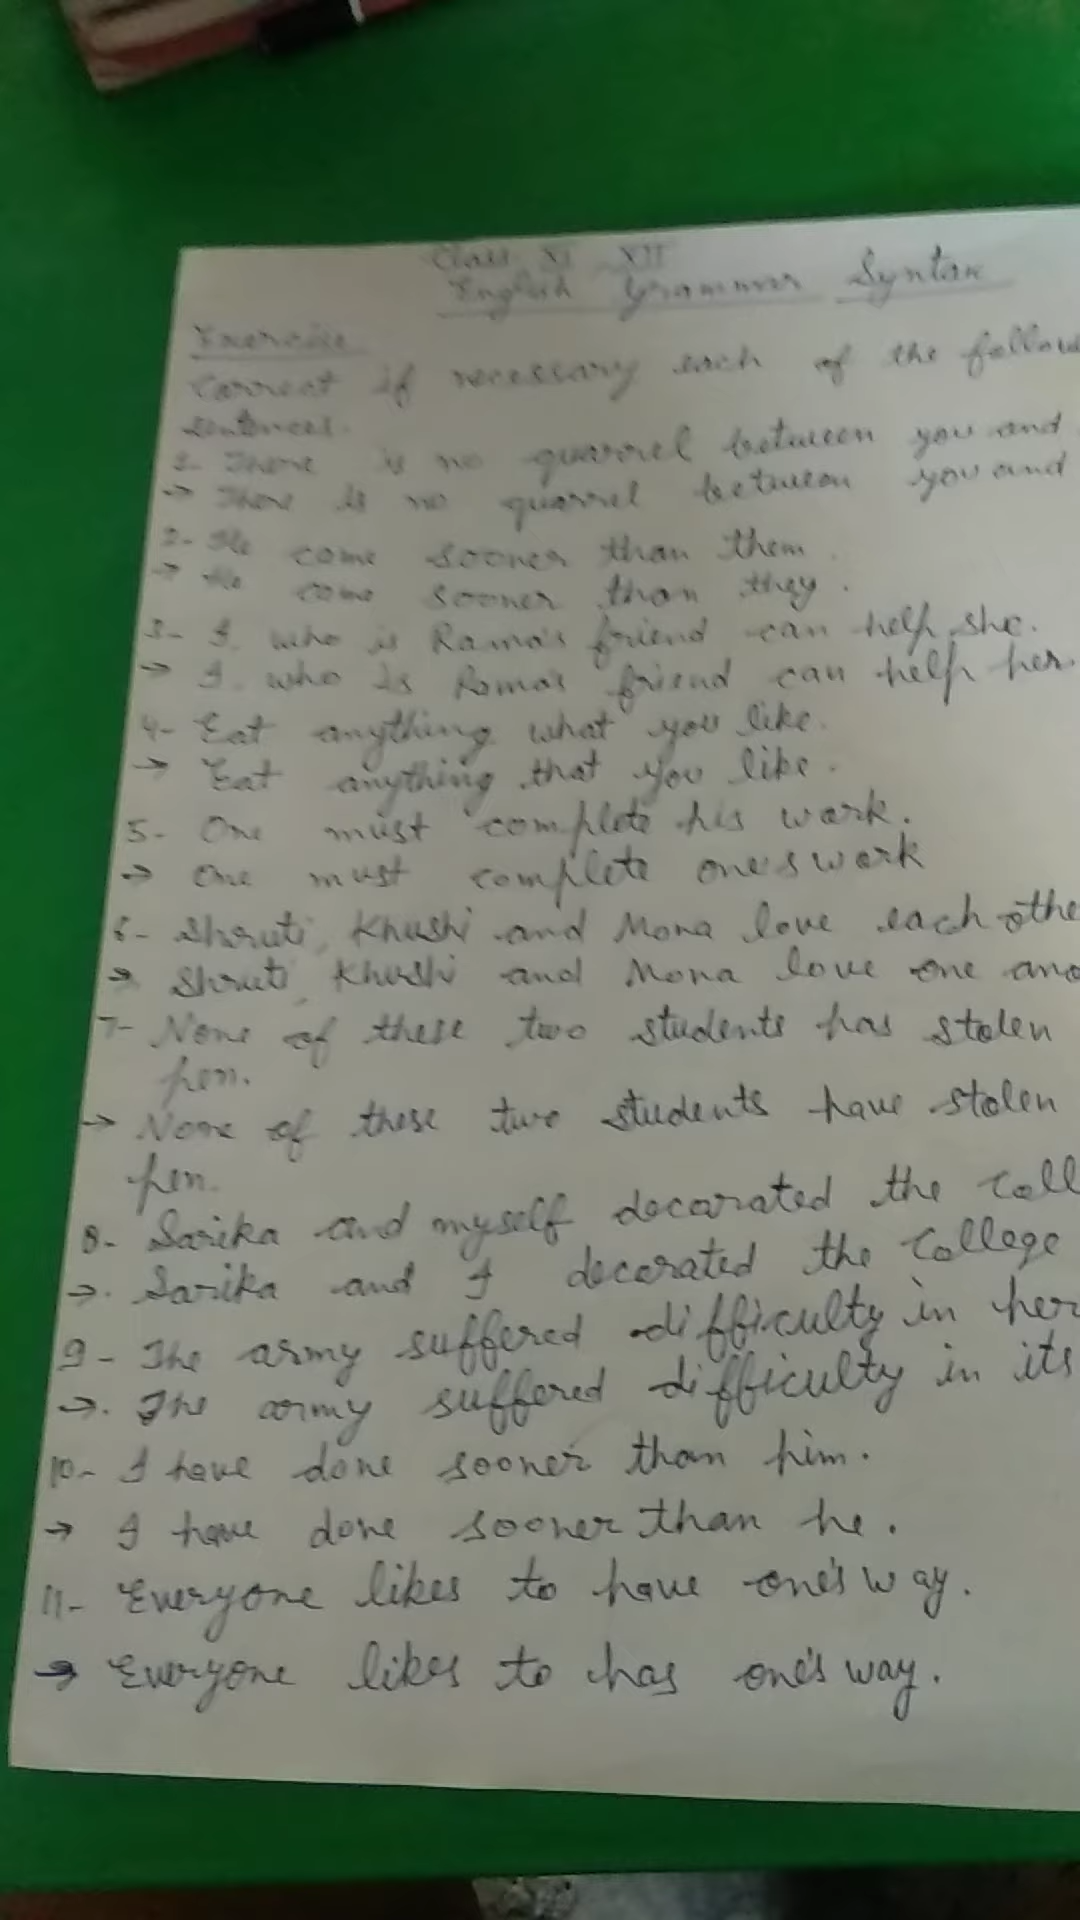 Class XI XII
English Grammar Syntax
Exercise
Correct if necessary each of the follow
sentences.
1- There is no quarrel between you and
→ There is no quarrel between you and
2- He come sooner than them.
→ He come sooner than they.
3- I, who is Rama's friend can help she.
→ I, who is Rama's friend can help her.
4- Eat anything what you like.
→ Eat anything that you like.
5- One must complete his work.
→ One must complete one's work
6- Shruti, Khushi and Mona love each othe
→ Shruti, Khushi and Mona love one ano
7- None of these two students has stolen
pen.
→ None of these two students have stolen
pen.
8- Sarika and myself decorated the Coll
→. Sarika and I decorated the College
9- The army suffered difficulty in her
→. The army suffered difficulty in its
10- I have done sooner than him.
→ I have done sooner than he.
11- Everyone likes to have one's way.
→ Everyone likes to has one's way.